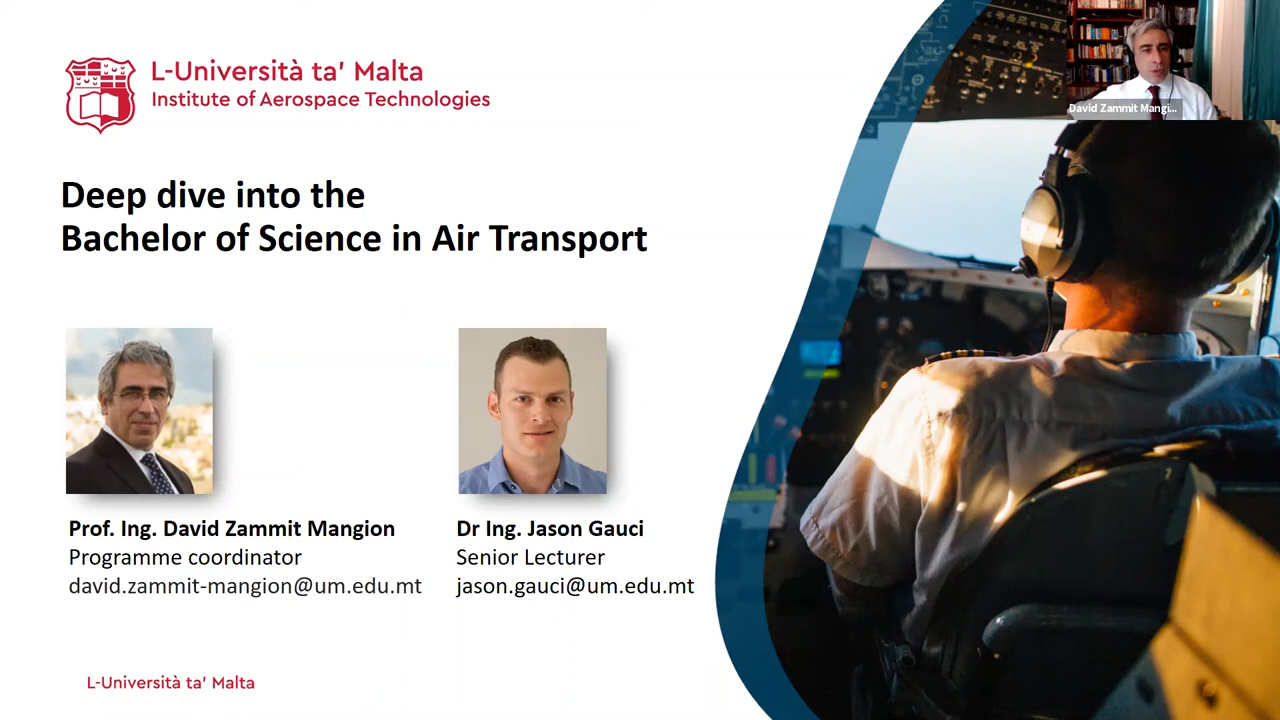 L-Università ta' Malta
Institute of Aerospace Technologies
David Zammit Mangi...
Deep dive into the
Bachelor of Science in Air Transport
Prof. Ing. David Zammit Mangion
Programme coordinator
david.zammit-mangion@um.edu.mt
Dr Ing. Jason Gauci
Senior Lecturer
jason.gauci@um.edu.mt
L-Università ta' Malta